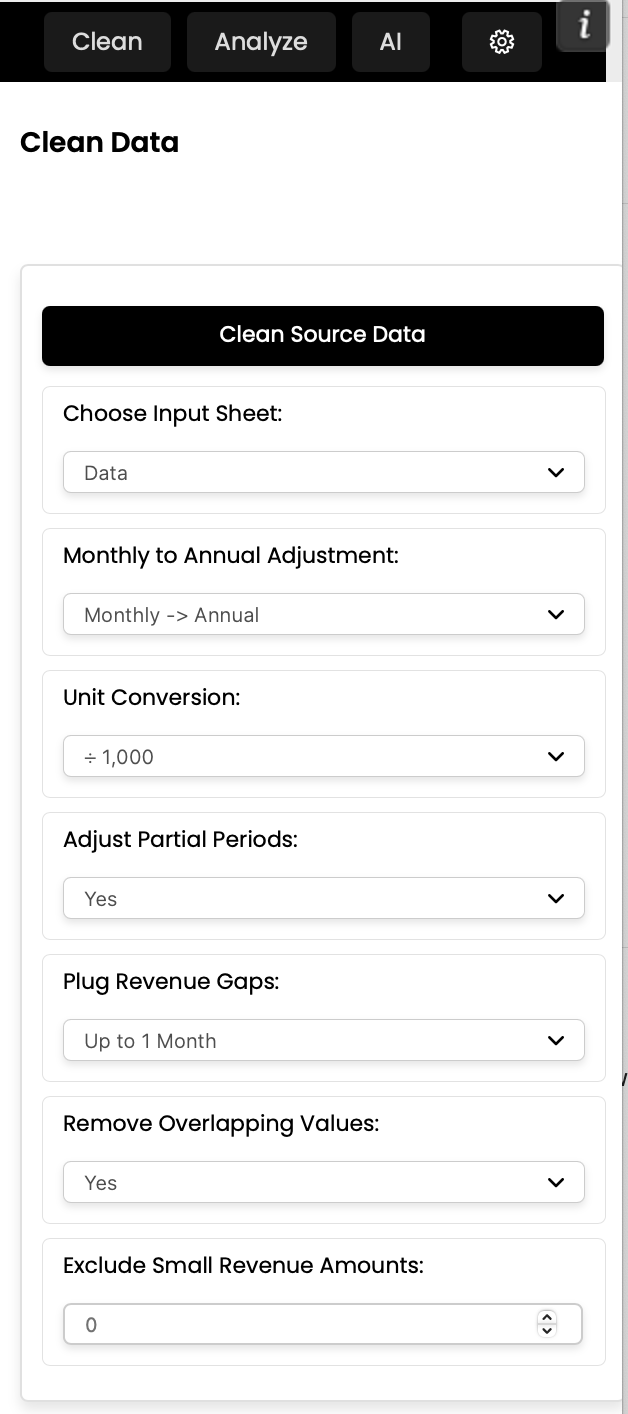 Clean Analyze AI i
Clean Data
Clean Source Data
Choose Input Sheet:
Data
Monthly to Annual Adjustment:
Monthly -> Annual
Unit Conversion:
÷ 1,000
Adjust Partial Periods:
Yes
Plug Revenue Gaps:
Up to 1 Month
Remove Overlapping Values:
Yes
Exclude Small Revenue Amounts:
0